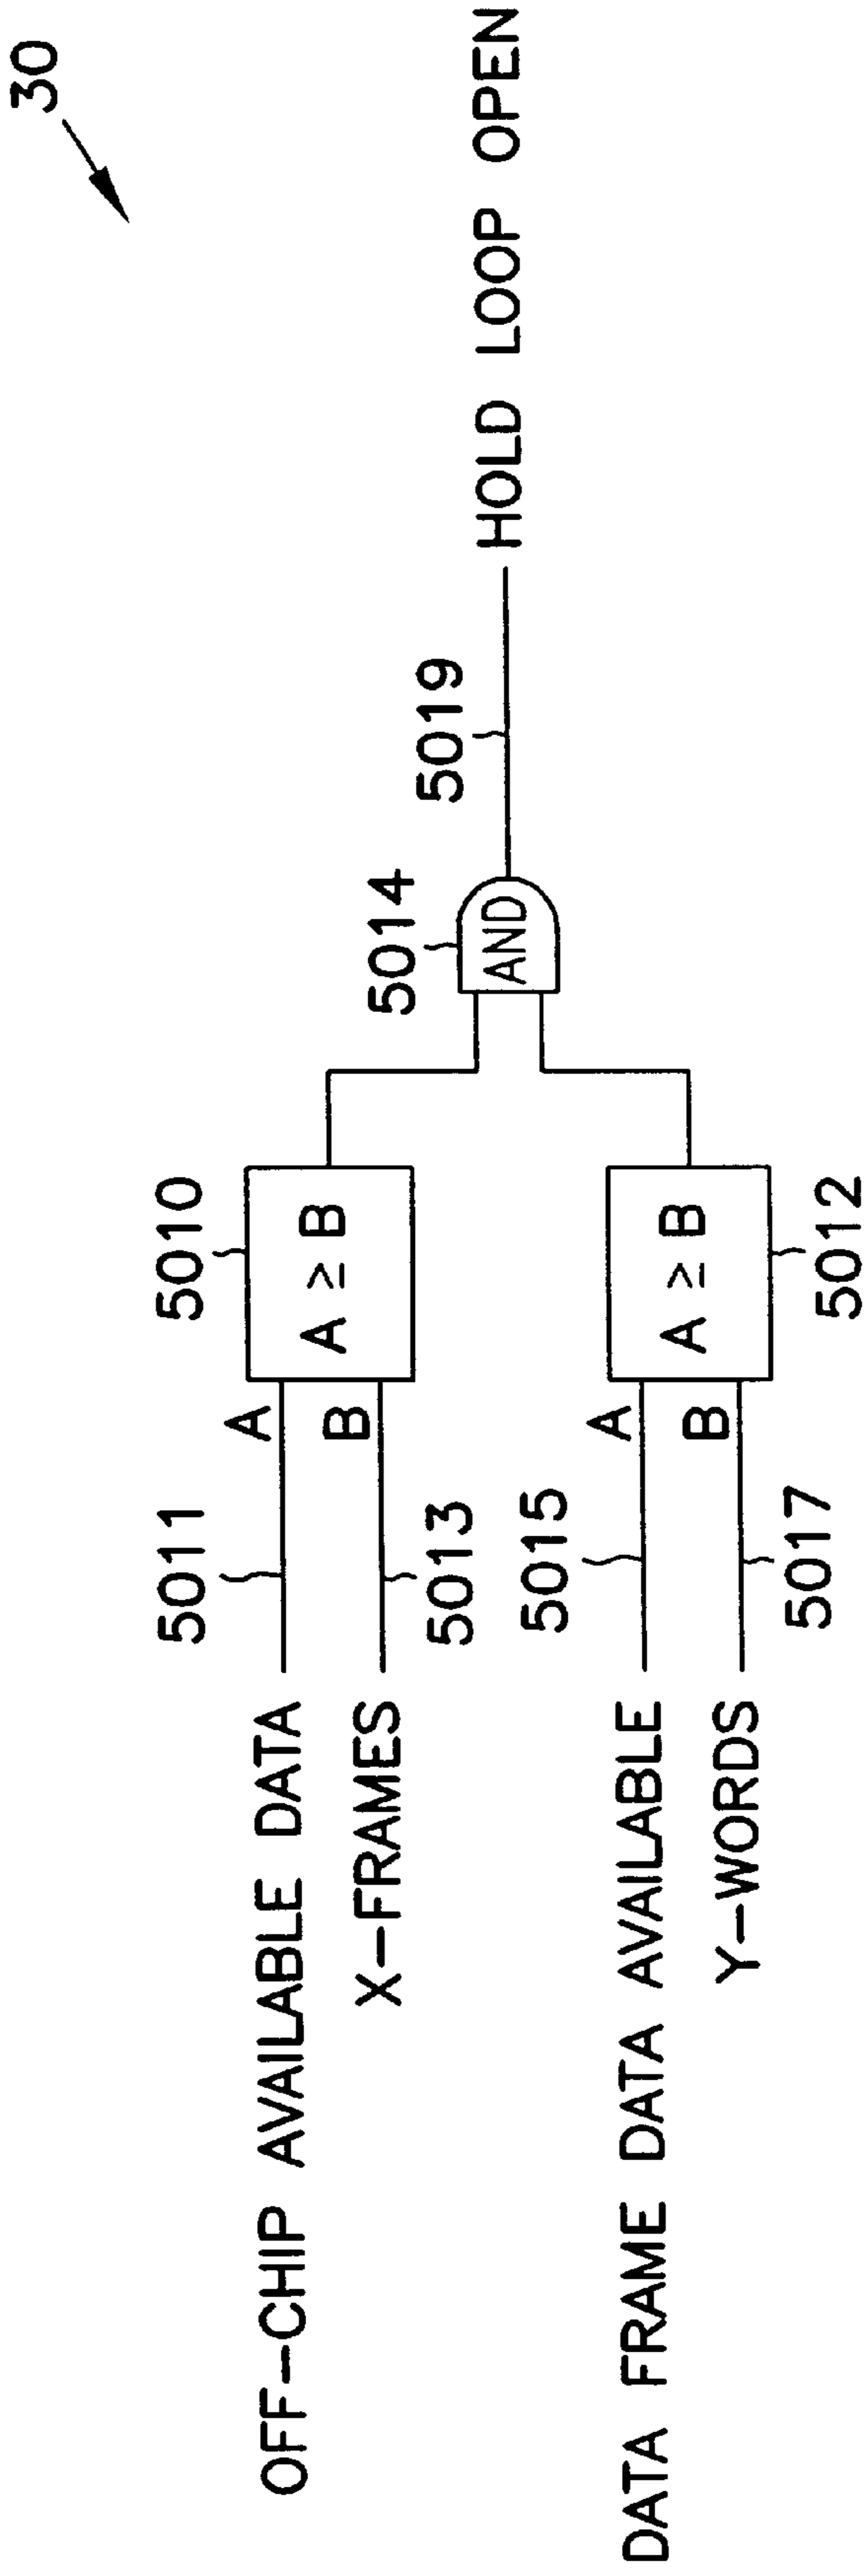 30
OFF-CHIP AVAILABLE DATA
5011
A
5010
X-FRAMES
5013
B
A ≥ B
5014
AND
5019
HOLD LOOP OPEN
DATA FRAME DATA AVAILABLE
5015
A
Y-WORDS
5017
B
A ≥ B
5012